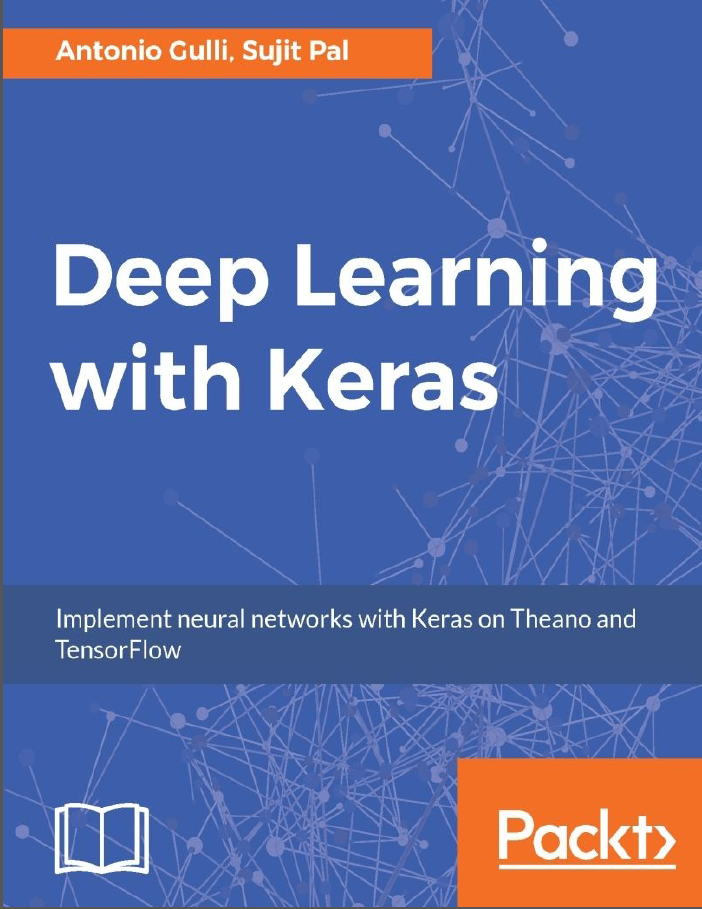 Antonio Gulli, Sujit Pal
Deep Learning
with Keras
Implement neural networks with Keras on Theano and
TensorFlow
Packt>